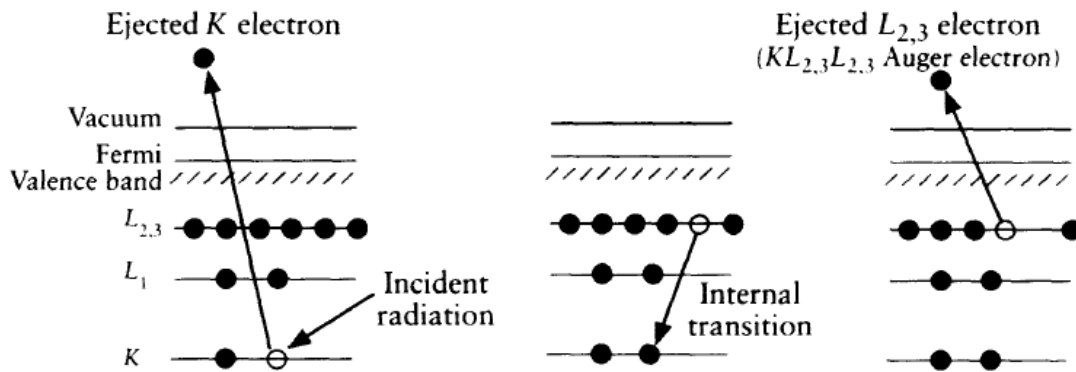 Ejected K electron
Ejected L2,3 electron
(KL2,3L2,3 Auger electron)
Vacuum
Fermi
Valence band
L2,3
L1
Incident
radiation
Internal
transition
K